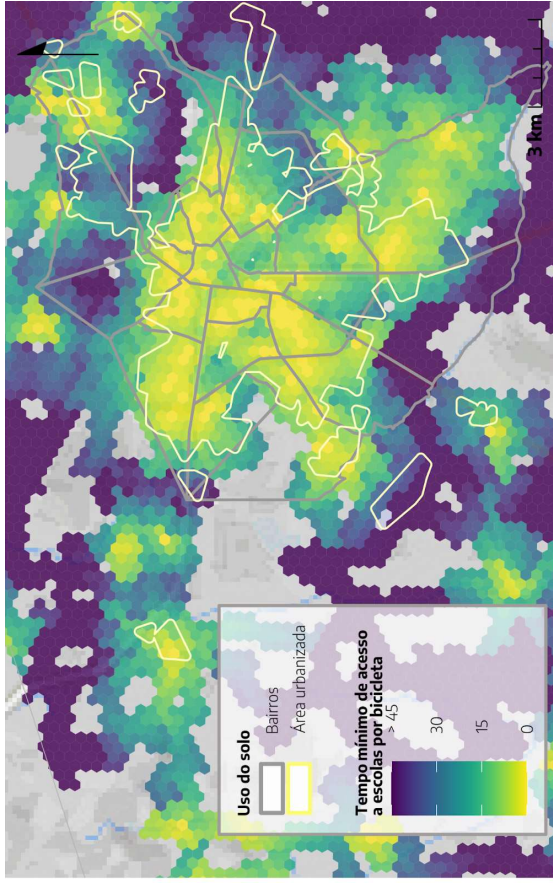 Uso do solo
Bairros
Área urbanizada
Tempo mínimo de acesso
a escolas por bicicleta
> 45
30
15
0
3 km